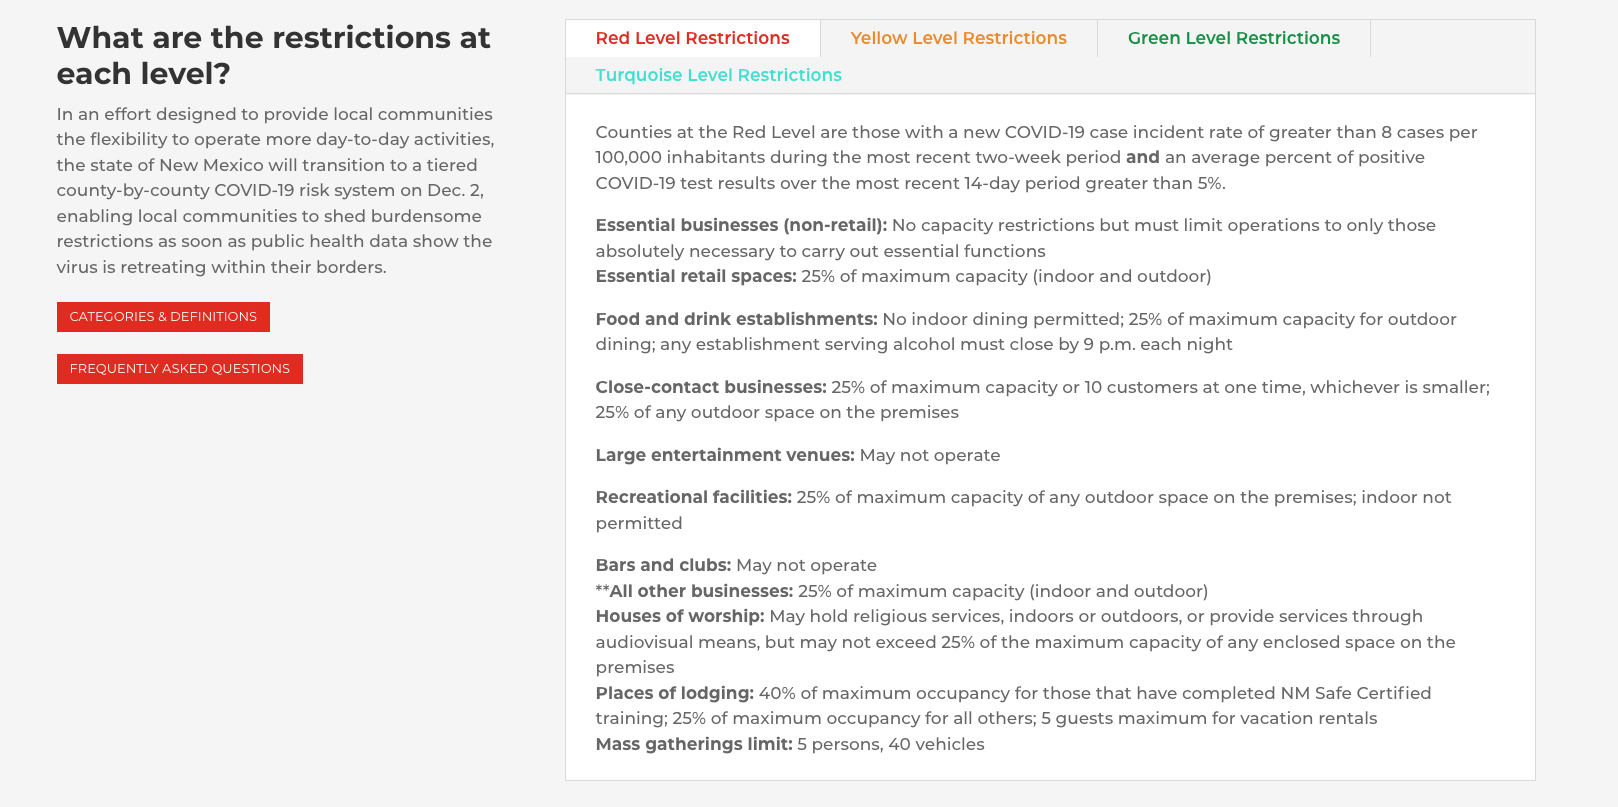 What are the restrictions at
each level?
In an effort designed to provide local communities
the flexibility to operate more day-to-day activities,
the state of New Mexico will transition to a tiered
county-by-county COVID-19 risk system on Dec. 2,
enabling local communities to shed burdensome
restrictions as soon as public health data show the
virus is retreating within their borders.
CATEGORIES & DEFINITIONS
FREQUENTLY ASKED QUESTIONS
Red Level Restrictions
Yellow Level Restrictions
Green Level Restrictions
Turquoise Level Restrictions
Counties at the Red Level are those with a new COVID-19 case incident rate of greater than 8 cases per
100,000 inhabitants during the most recent two-week period and an average percent of positive
COVID-19 test results over the most recent 14-day period greater than 5%.
Essential businesses (non-retail): No capacity restrictions but must limit operations to only those
absolutely necessary to carry out essential functions
Essential retail spaces: 25% of maximum capacity (indoor and outdoor)
Food and drink establishments: No indoor dining permitted; 25% of maximum capacity for outdoor
dining; any establishment serving alcohol must close by 9 p.m. each night
Close-contact businesses: 25% of maximum capacity or 10 customers at one time, whichever is smaller;
25% of any outdoor space on the premises
Large entertainment venues: May not operate
Recreational facilities: 25% of maximum capacity of any outdoor space on the premises; indoor not
permitted
Bars and clubs: May not operate
**All other businesses: 25% of maximum capacity (indoor and outdoor)
Houses of worship: May hold religious services, indoors or outdoors, or provide services through
audiovisual means, but may not exceed 25% of the maximum capacity of any enclosed space on the
premises
Places of lodging: 40% of maximum occupancy for those that have completed NM Safe Certified
training; 25% of maximum occupancy for all others; 5 guests maximum for vacation rentals
Mass gatherings limit: 5 persons, 40 vehicles